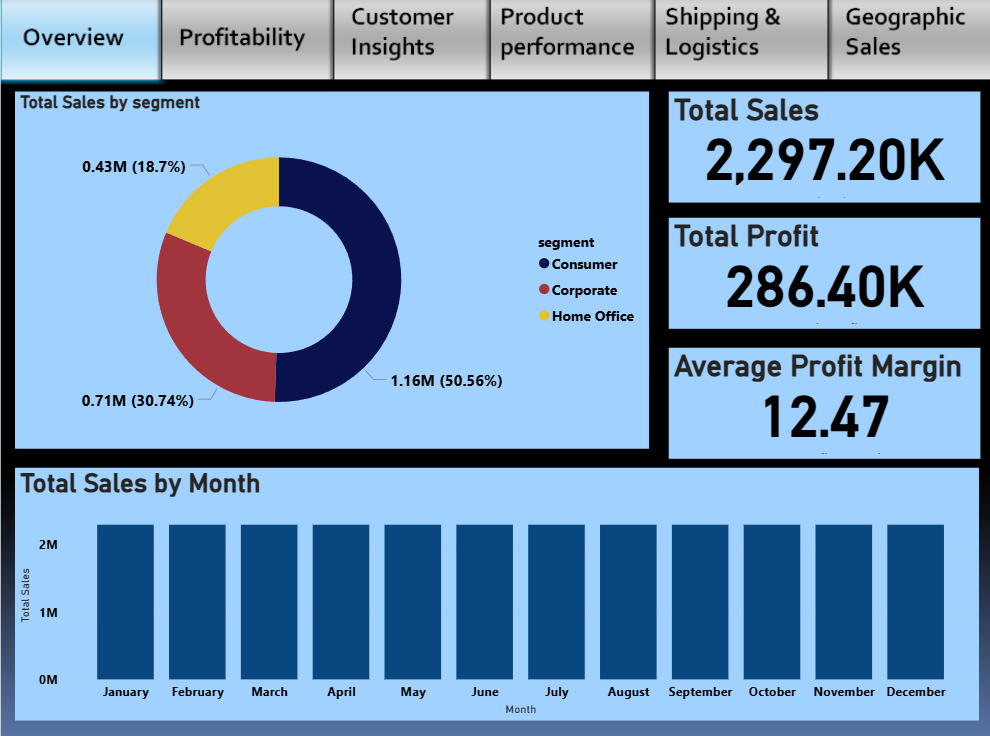 Overview
Profitability
Customer
Insights
Product
performance
Shipping &
Logistics
Geographic
Sales
Total Sales by segment
0.43M (18.7%)
0.71M (30.74%)
1.16M (50.56%)
segment
Consumer
Corporate
Home Office
Total Sales
2,297.20K
Total Profit
286.40K
Average Profit Margin
12.47
Total Sales by Month
Total Sales
2M
1M
0M
January February March April May June July August September October November December
Month